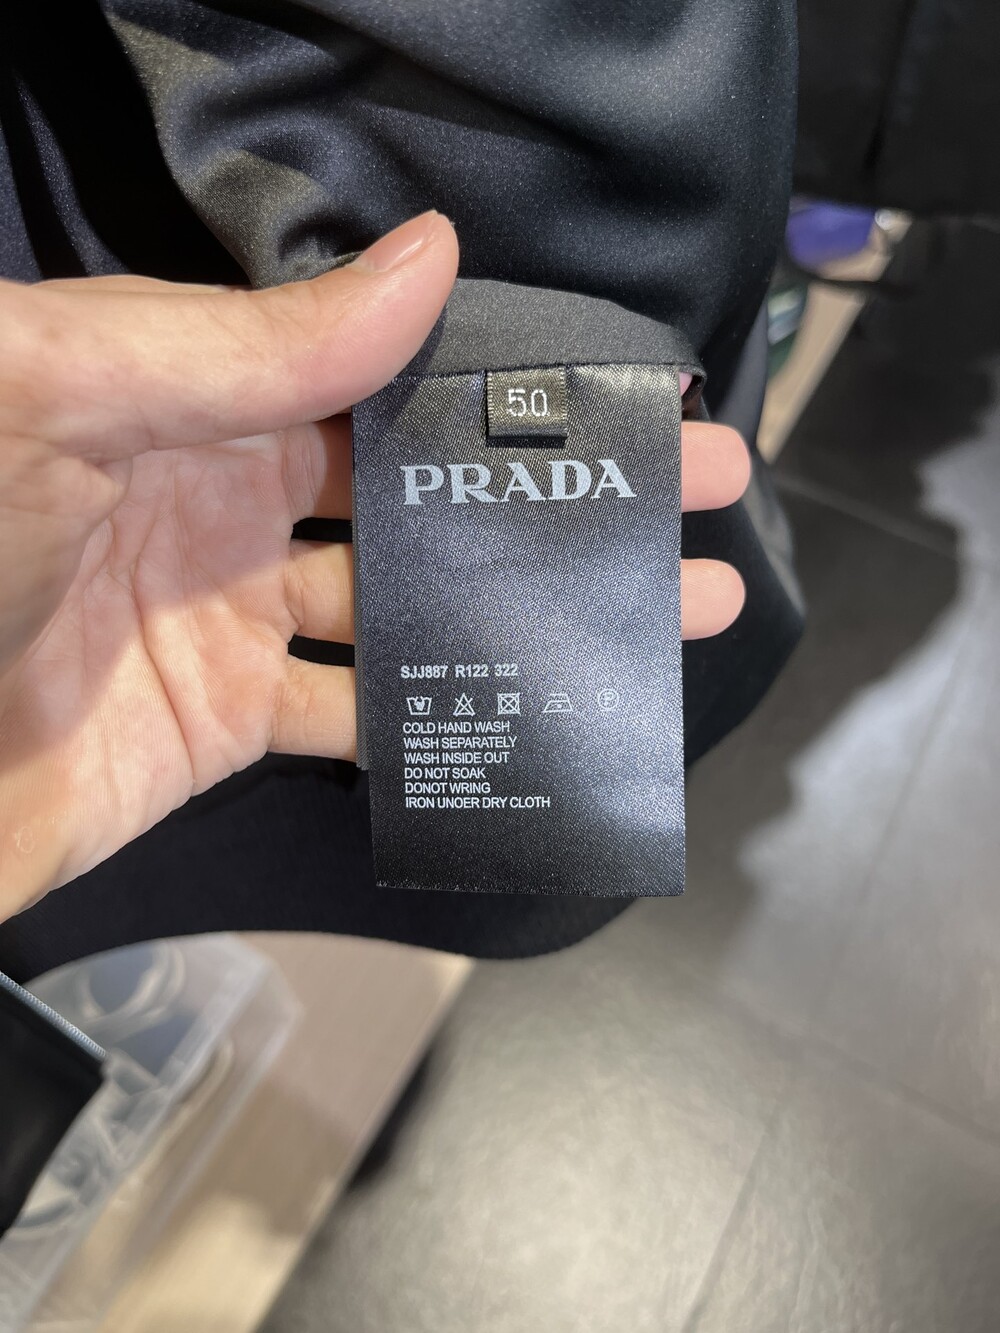 50
PRADA
SJJ887 R122 322
P
COLD HAND WASH
WASH SEPARATELY
WASH INSIDE OUT
DO NOT SOAK
DONOT WRING
IRON UNOER DRY CLOTH